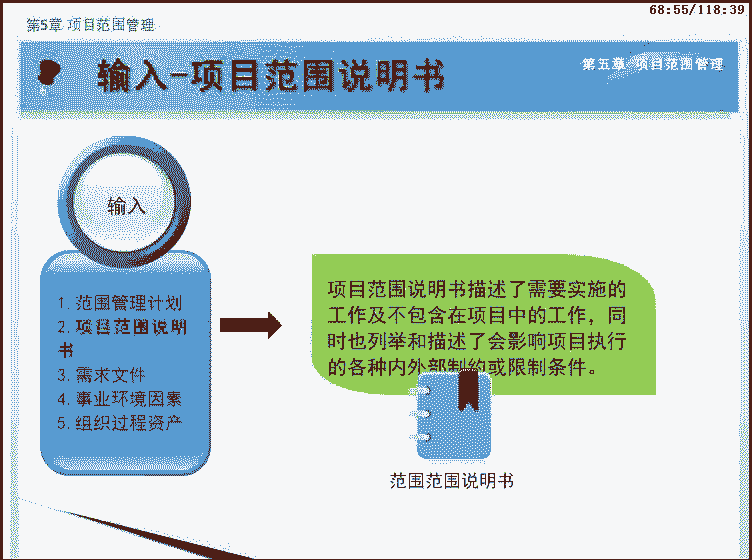 68:55/118:39
第5章 项目范围管理
输入-项目范围说明书
第五章 项目范围管理
输入
1. 范围管理计划
2. 项目范围说明
书
3. 需求文件
4. 事业环境因素
5. 组织过程资产
项目范围说明书描述了需要实施的
工作及不包含在项目中的工作，同
时也列举和描述了会影响项目执行
的各种内外部制约或限制条件。
范围范围说明书